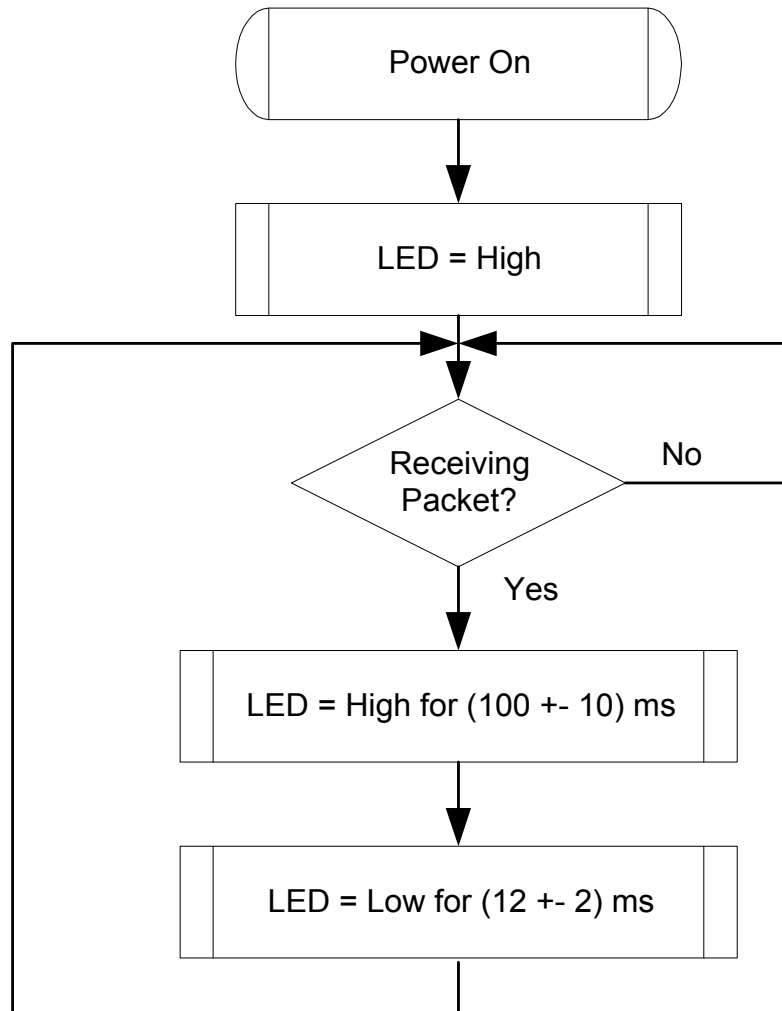 Power On
LED = High
Receiving
Packet?
No
Yes
LED = High for (100 +- 10) ms
LED = Low for (12 +- 2) ms